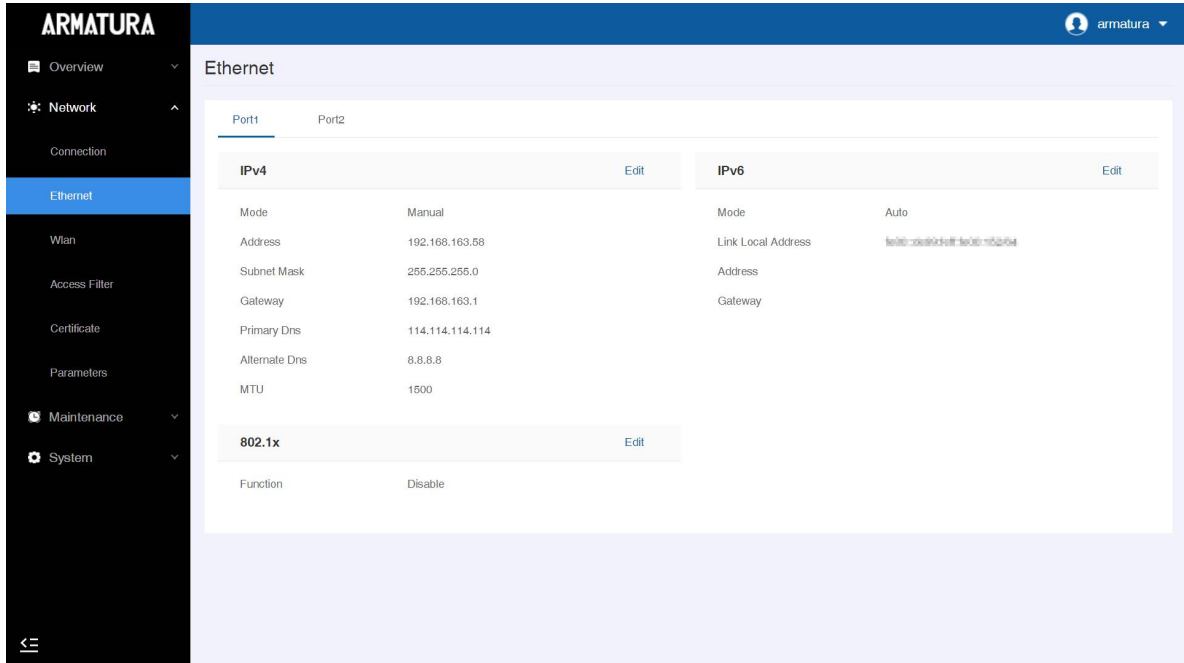 ARMATURA
armatura
Overview
Network
Connection
Ethernet
Wlan
Access Filter
Certificate
Parameters
Maintenance
System
Ethernet
Port1 Port2
IPv4 Edit
Mode Manual
Address 192.168.163.58
Subnet Mask 255.255.255.0
Gateway 192.168.163.1
Primary Dns 114.114.114.114
Alternate Dns 8.8.8.8
MTU 1500
IPv6 Edit
Mode Auto
Link Local Address
Address
Gateway
802.1x Edit
Function Disable